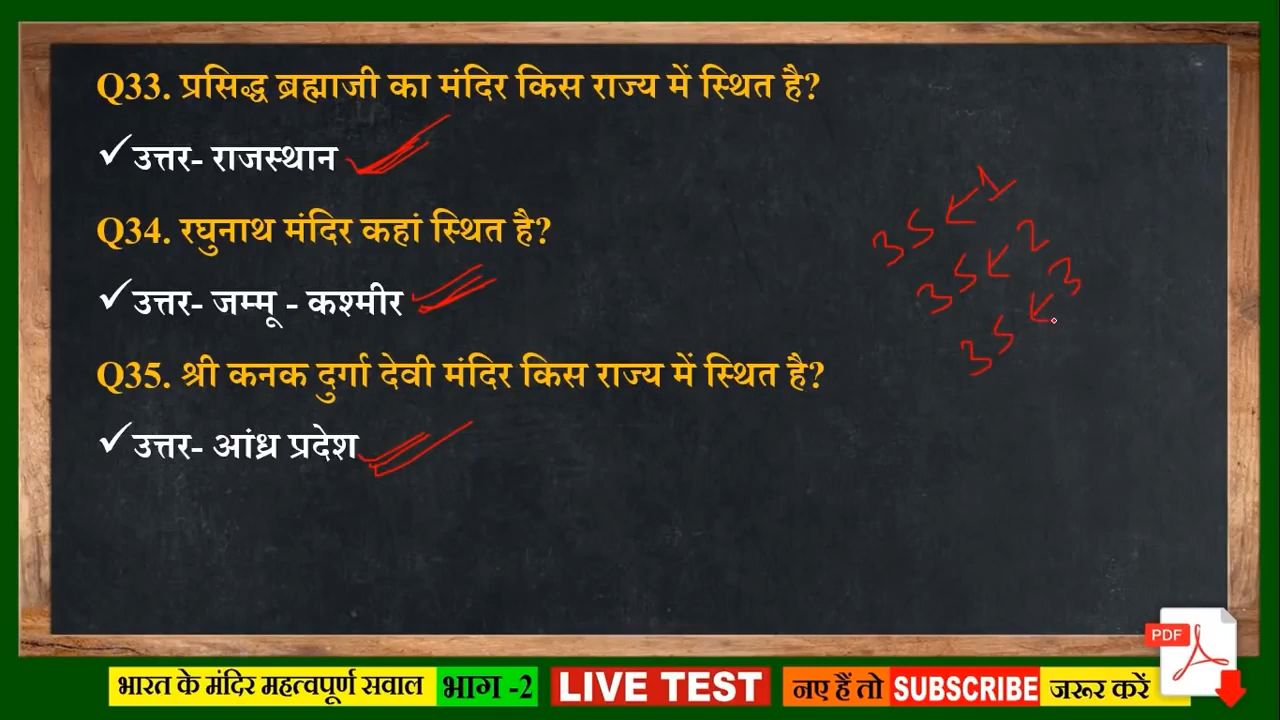 Q33. प्रसिद्ध ब्रह्माजी का मंदिर किस राज्य में स्थित है?
✓ उत्तर- राजस्थान
Q34. रघुनाथ मंदिर कहां स्थित है?
✓ उत्तर- जम्मू - कश्मीर
Q35. श्री कनक दुर्गा देवी मंदिर किस राज्य में स्थित है?
✓ उत्तर- आंध्र प्रदेश
35 ← 1
35 ← 2
35 ← 3
भारत के मंदिर महत्वपूर्ण सवाल भाग -2 LIVE TEST नए हैं तो SUBSCRIBE जरूर करें
PDF